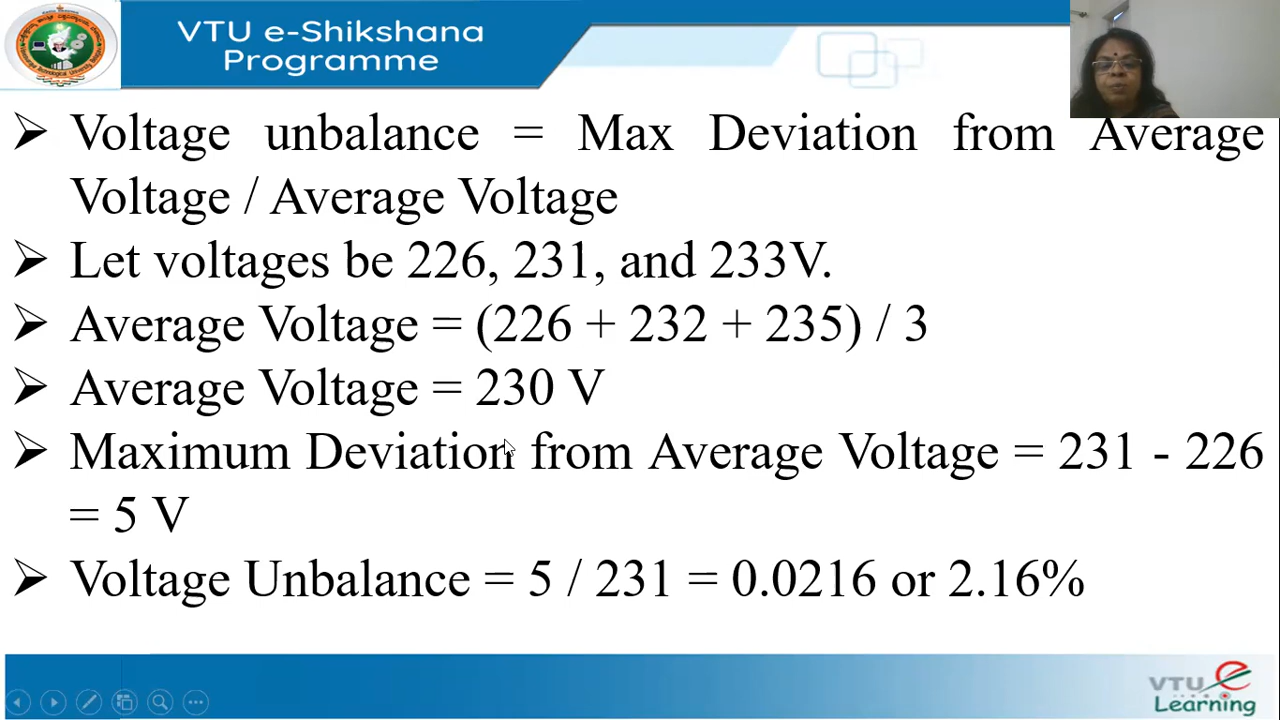 VTU e-Shikshana
Programme
➢ Voltage unbalance = Max Deviation from Average
Voltage / Average Voltage
➢ Let voltages be 226, 231, and 233V.
➢ Average Voltage = (226 + 232 + 235) / 3
➢ Average Voltage = 230 V
➢ Maximum Deviation from Average Voltage = 231 - 226
= 5 V
➢ Voltage Unbalance = 5 / 231 = 0.0216 or 2.16%
VTU e
Learning